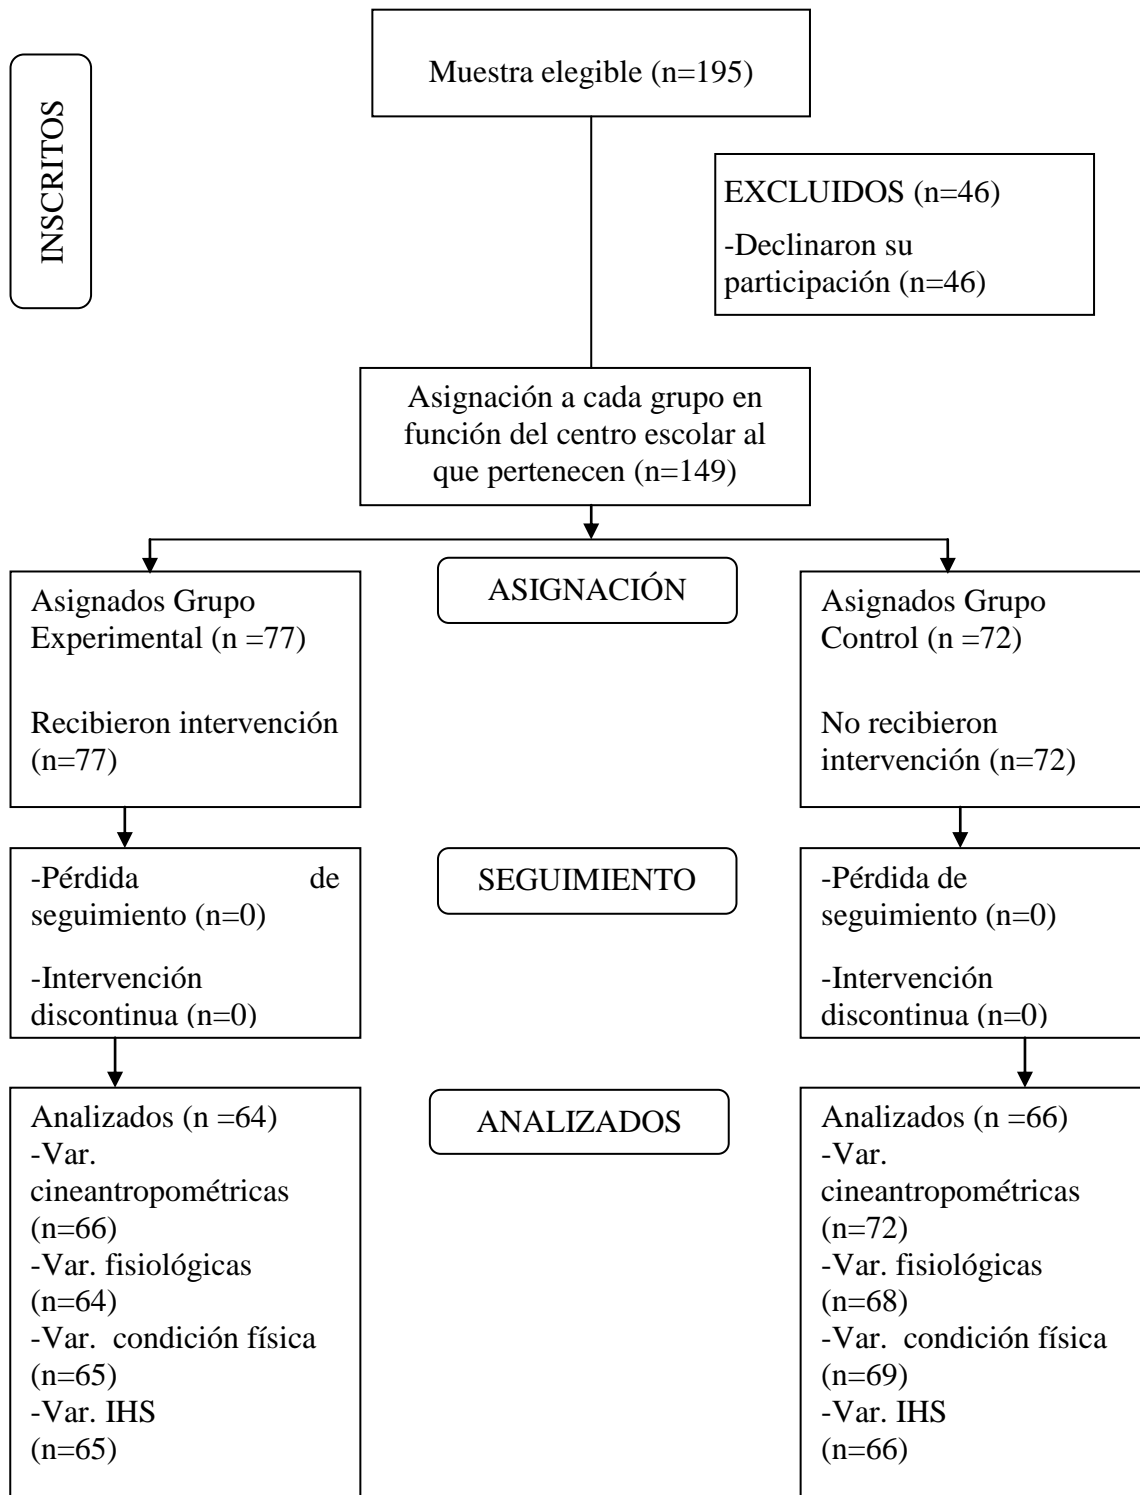 Muestra elegible (n=195)
INSCRITOS
EXCLUIDOS (n=46)
-Declinaron su
participación (n=46)
Asignación a cada grupo en
función del centro escolar al
que pertenecen (n=149)
ASIGNACIÓN
Asignados Grupo
Experimental (n =77)
Recibieron intervención
(n=77)
Asignados Grupo
Control (n =72)
No recibieron
intervención (n=72)
SEGUIMIENTO
-Pérdida de
seguimiento (n=0)
-Intervención
discontinua (n=0)
-Pérdida de
seguimiento (n=0)
-Intervención
discontinua (n=0)
ANALIZADOS
Analizados (n =64)
-Var.
cineantropométricas
(n=66)
-Var. fisiológicas
(n=64)
-Var. condición física
(n=65)
-Var. IHS
(n=65)
Analizados (n =66)
-Var.
cineantropométricas
(n=72)
-Var. fisiológicas
(n=68)
-Var. condición física
(n=69)
-Var. IHS
(n=66)